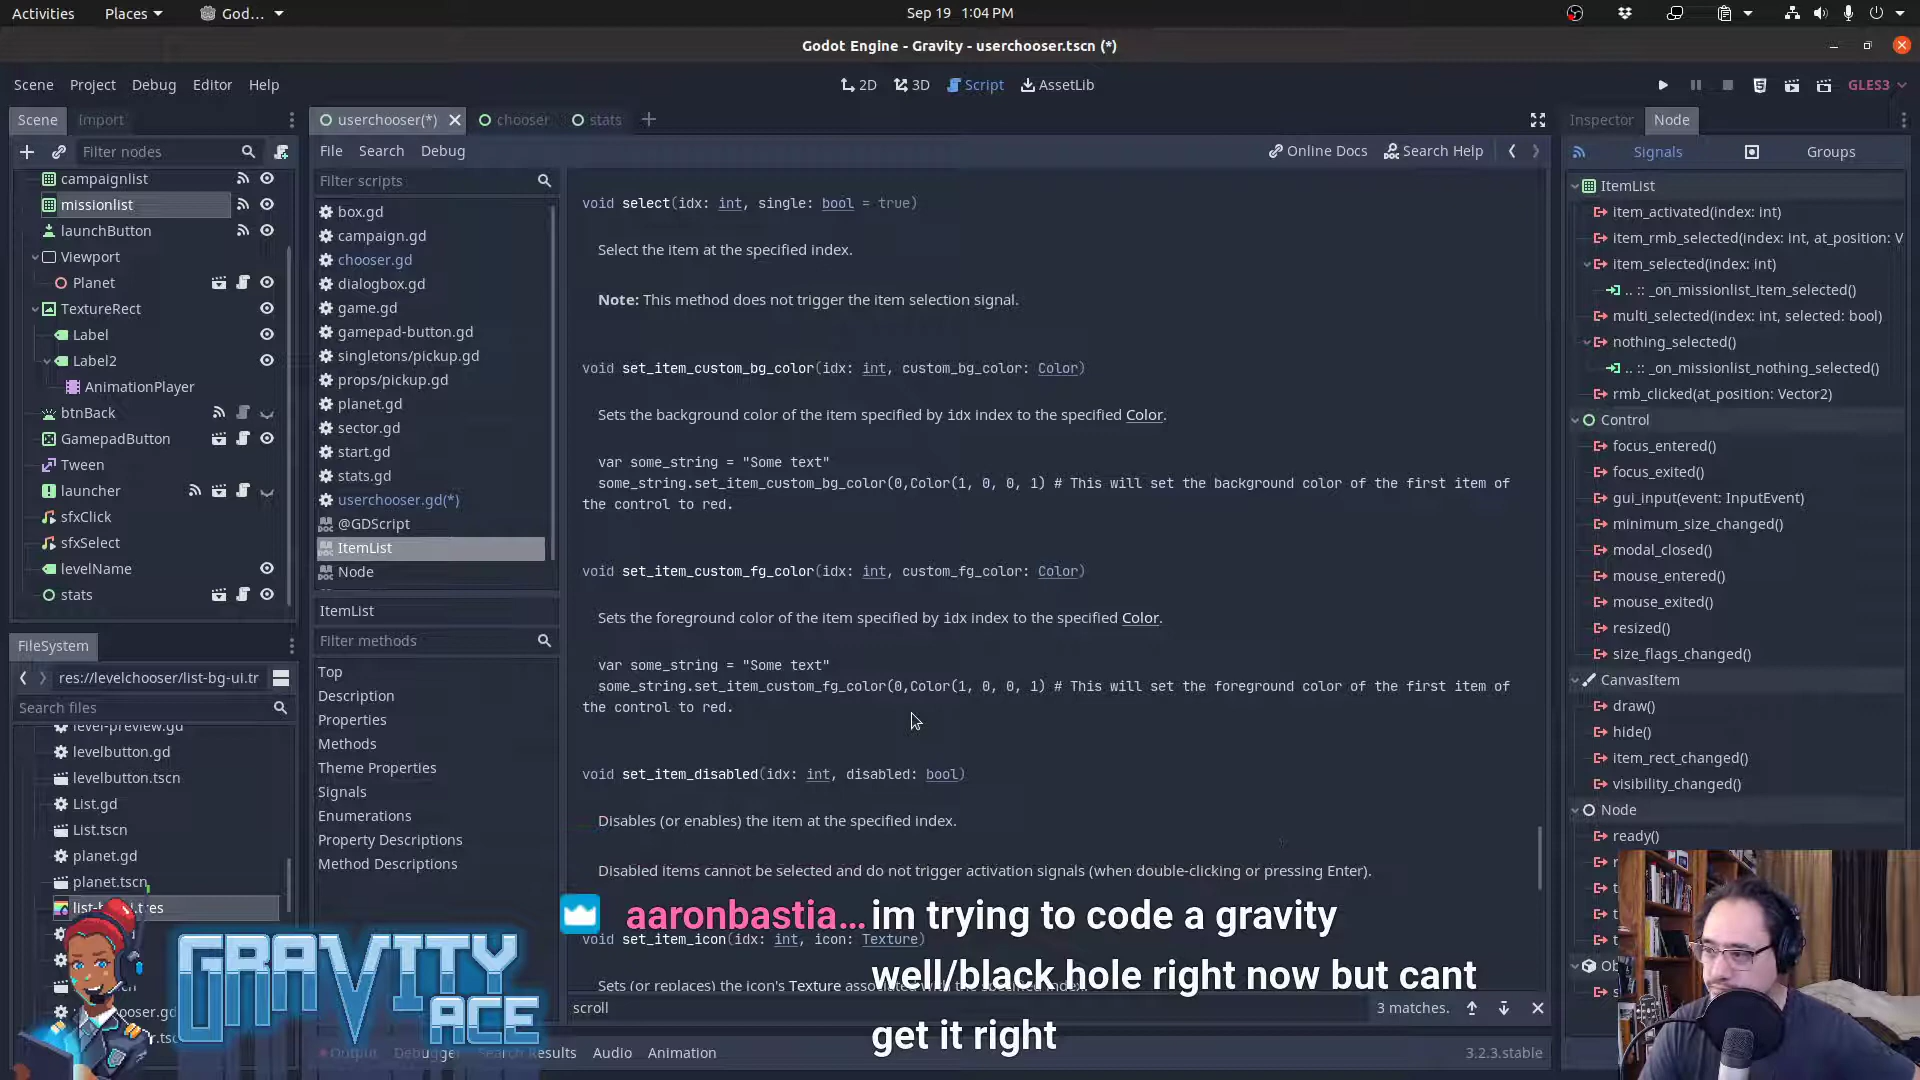 Activities Places God… Sep 19 1:04 PM
Godot Engine - Gravity - userchooser.tscn (*)
Scene Project Debug Editor Help 2D 3D Script AssetLib GLES3
Scene Import userchooser(*) chooser stats Inspector Node
Filter nodes File Search Debug Online Docs Search Help Signals Groups
campaignlist
missionlist
launchButton
Viewport
Planet
TextureRect
Label
Label2
AnimationPlayer
btnBack
GamepadButton
Tween
launcher
sfxClick
sfxSelect
levelName
stats
FileSystem
res://levelchooser/list-bg-ui.tr
Search files
level-preview.gd
levelbutton.gd
levelbutton.tscn
List.gd
List.tscn
planet.gd
planet.tscn
Filter scripts
box.gd
campaign.gd
chooser.gd
dialogbox.gd
game.gd
gamepad-button.gd
singletons/pickup.gd
props/pickup.gd
planet.gd
sector.gd
start.gd
stats.gd
userchooser.gd(*)
@GDScript
ItemList
Node
ItemList
Filter methods
Top
Description
Properties
Methods
Theme Properties
Signals
Enumerations
Property Descriptions
Method Descriptions
void select(idx: int, single: bool = true)
Select the item at the specified index.
Note: This method does not trigger the item selection signal.
void set_item_custom_bg_color(idx: int, custom_bg_color: Color)
Sets the background color of the item specified by idx index to the specified Color.
var some_string = "Some text"
some_string.set_item_custom_bg_color(0,Color(1, 0, 0, 1) # This will set the background color of the first item of
the control to red.
void set_item_custom_fg_color(idx: int, custom_fg_color: Color)
Sets the foreground color of the item specified by idx index to the specified Color.
var some_string = "Some text"
some_string.set_item_custom_fg_color(0,Color(1, 0, 0, 1) # This will set the foreground color of the first item of
the control to red.
void set_item_disabled(idx: int, disabled: bool)
Disables (or enables) the item at the specified index.
Disabled items cannot be selected and do not trigger activation signals (when double-clicking or pressing Enter).
void set_item_icon(idx: int, icon: Texture)
Sets (or replaces) the icon's Texture associated with the specified index.
aaronbastia… im trying to code a gravity
well/black hole right now but cant
get it right
scroll 3 matches.
Output Debugger Search Results Audio Animation 3.2.3.stable
ItemList
item_activated(index: int)
item_rmb_selected(index: int, at_position: V
item_selected(index: int)
.. :: _on_missionlist_item_selected()
multi_selected(index: int, selected: bool)
nothing_selected()
.. :: _on_missionlist_nothing_selected()
rmb_clicked(at_position: Vector2)
Control
focus_entered()
focus_exited()
gui_input(event: InputEvent)
minimum_size_changed()
modal_closed()
mouse_entered()
mouse_exited()
resized()
size_flags_changed()
CanvasItem
draw()
hide()
item_rect_changed()
visibility_changed()
Node
ready()
GRAVITY
ACE